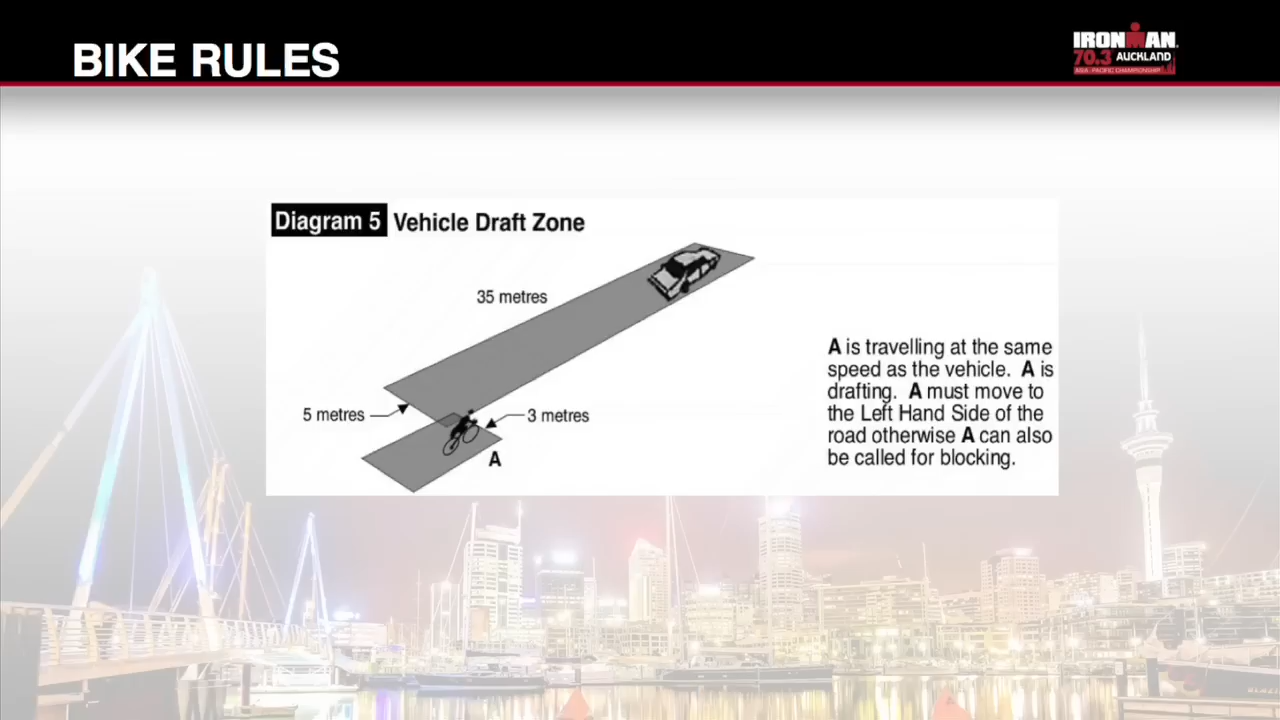 BIKE RULES
IRONMAN
70.3 AUCKLAND
ASIA-PACIFIC CHAMPIONSHIP
Diagram 5 Vehicle Draft Zone
35 metres
5 metres
3 metres
A
A is travelling at the same
speed as the vehicle. A is
drafting. A must move to
the Left Hand Side of the
road otherwise A can also
be called for blocking.